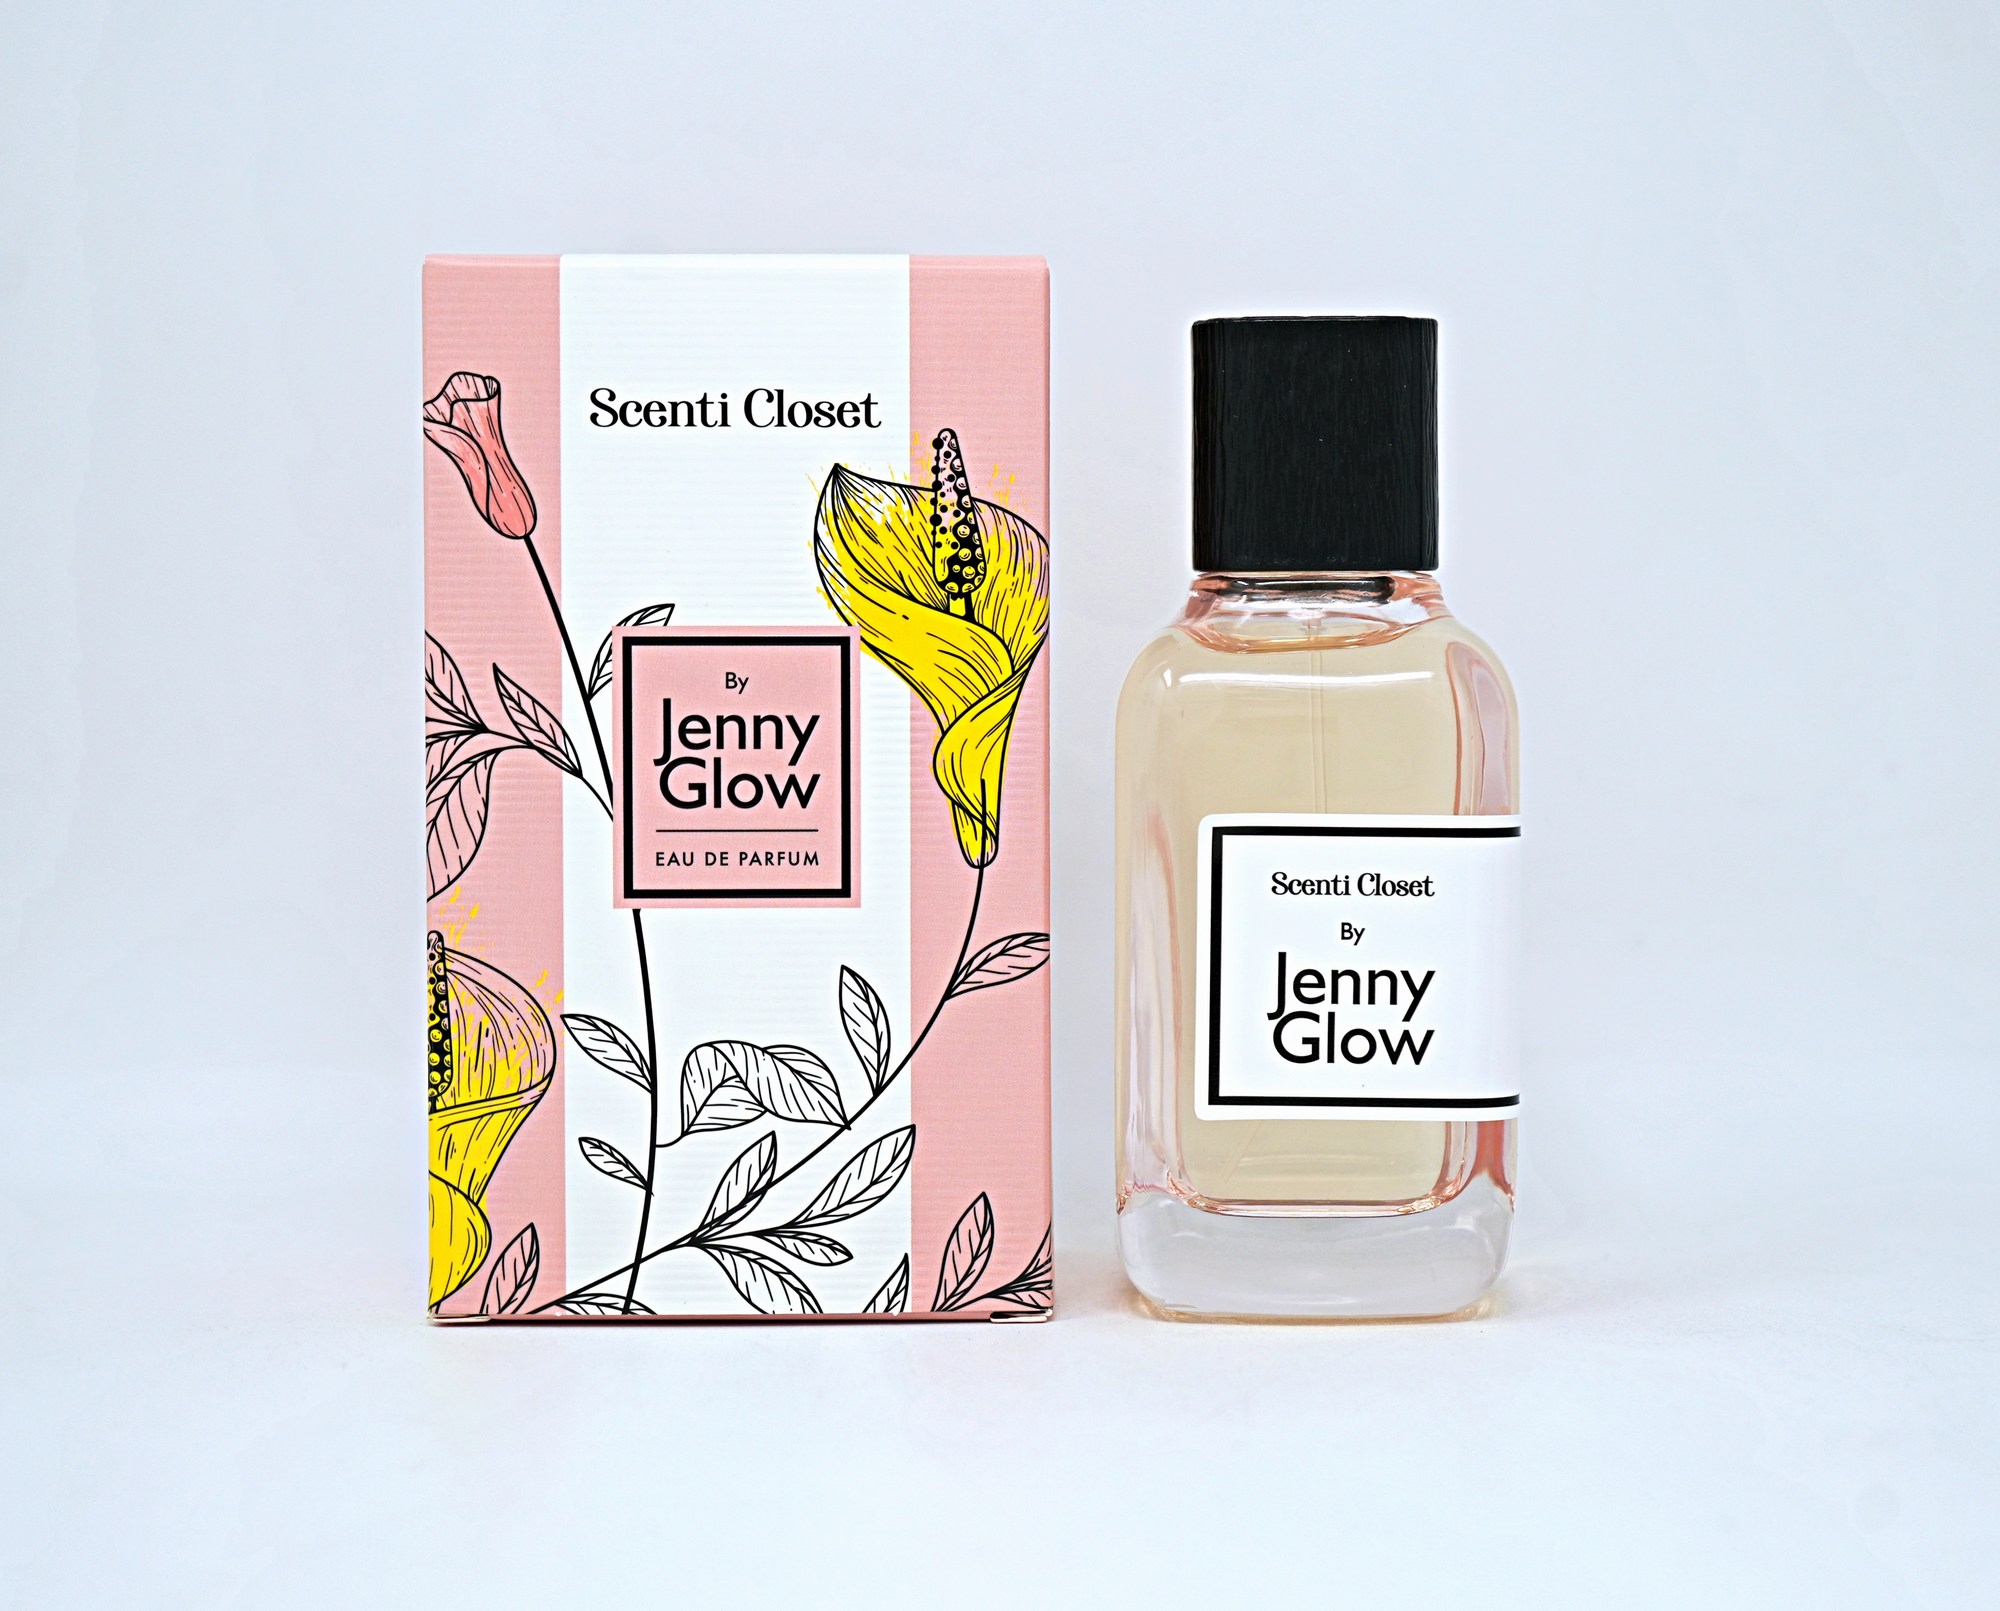 Scenti Closet
By
Jenny
Glow
EAU DE PARFUM
Scenti Closet
By
Jenny
Glow